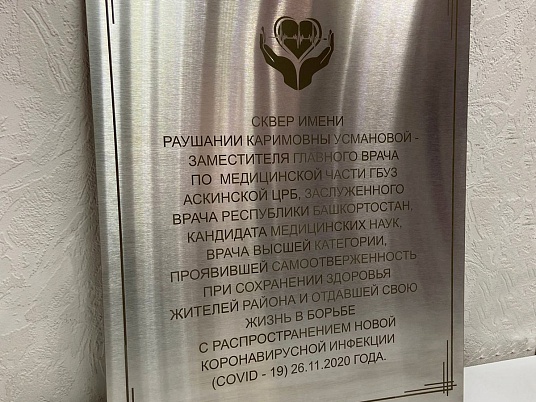 СКВЕР ИМЕНИ
РАУШАНИИ КАРИМОВНЫ УСМАНОВОЙ -
ЗАМЕСТИТЕЛЯ ГЛАВНОГО ВРАЧА
ПО МЕДИЦИНСКОЙ ЧАСТИ ГБУЗ
АСКИНСКОЙ ЦРБ, ЗАСЛУЖЕННОГО
ВРАЧА РЕСПУБЛИКИ БАШКОРТОСТАН,
КАНДИДАТА МЕДИЦИНСКИХ НАУК,
ВРАЧА ВЫСШЕЙ КАТЕГОРИИ,
ПРОЯВИВШЕЙ САМООТВЕРЖЕННОСТЬ
ПРИ СОХРАНЕНИИ ЗДОРОВЬЯ
ЖИТЕЛЕЙ РАЙОНА И ОТДАВШЕЙ СВОЮ
ЖИЗНЬ В БОРЬБЕ
С РАСПРОСТРАНЕНИЕМ НОВОЙ
КОРОНАВИРУСНОЙ ИНФЕКЦИИ
(COVID - 19) 26.11.2020 ГОДА.